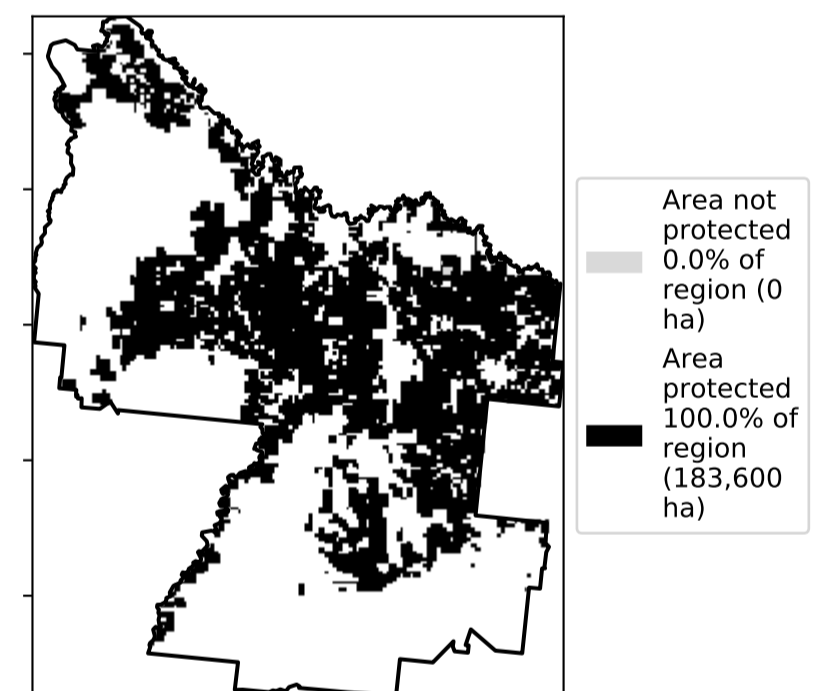 Area not
protected
0.0% of
region (0
ha)
Area
protected
100.0% of
region
(183,600
ha)